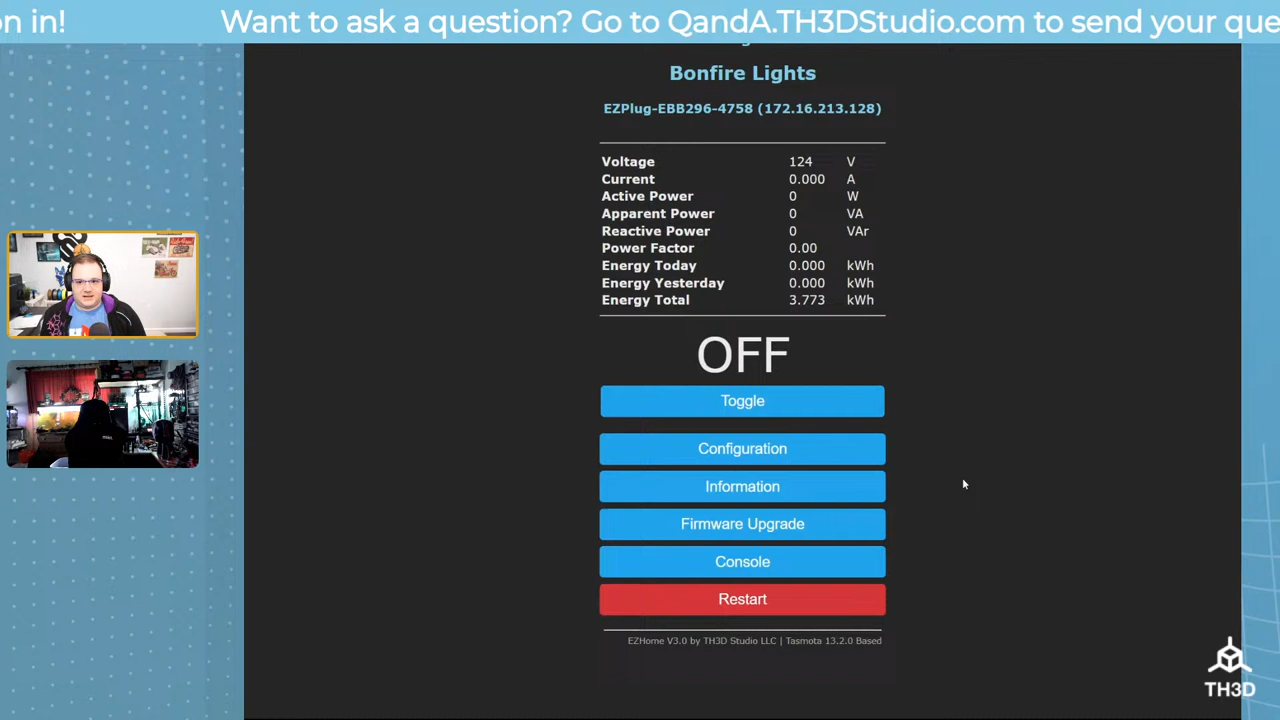 on in! Want to ask a question? Go to QandA.TH3DStudio.com to send your que
Bonfire Lights
EZPlug-EBB296-4758 (172.16.213.128)
Voltage 124 V
Current 0.000 A
Active Power 0 W
Apparent Power 0 VA
Reactive Power 0 VAr
Power Factor 0.00
Energy Today 0.000 kWh
Energy Yesterday 0.000 kWh
Energy Total 3.773 kWh
OFF
Toggle
Configuration
Information
Firmware Upgrade
Console
Restart
EZHome V3.0 by TH3D Studio LLC | Tasmota 13.2.0 Based
TH3D